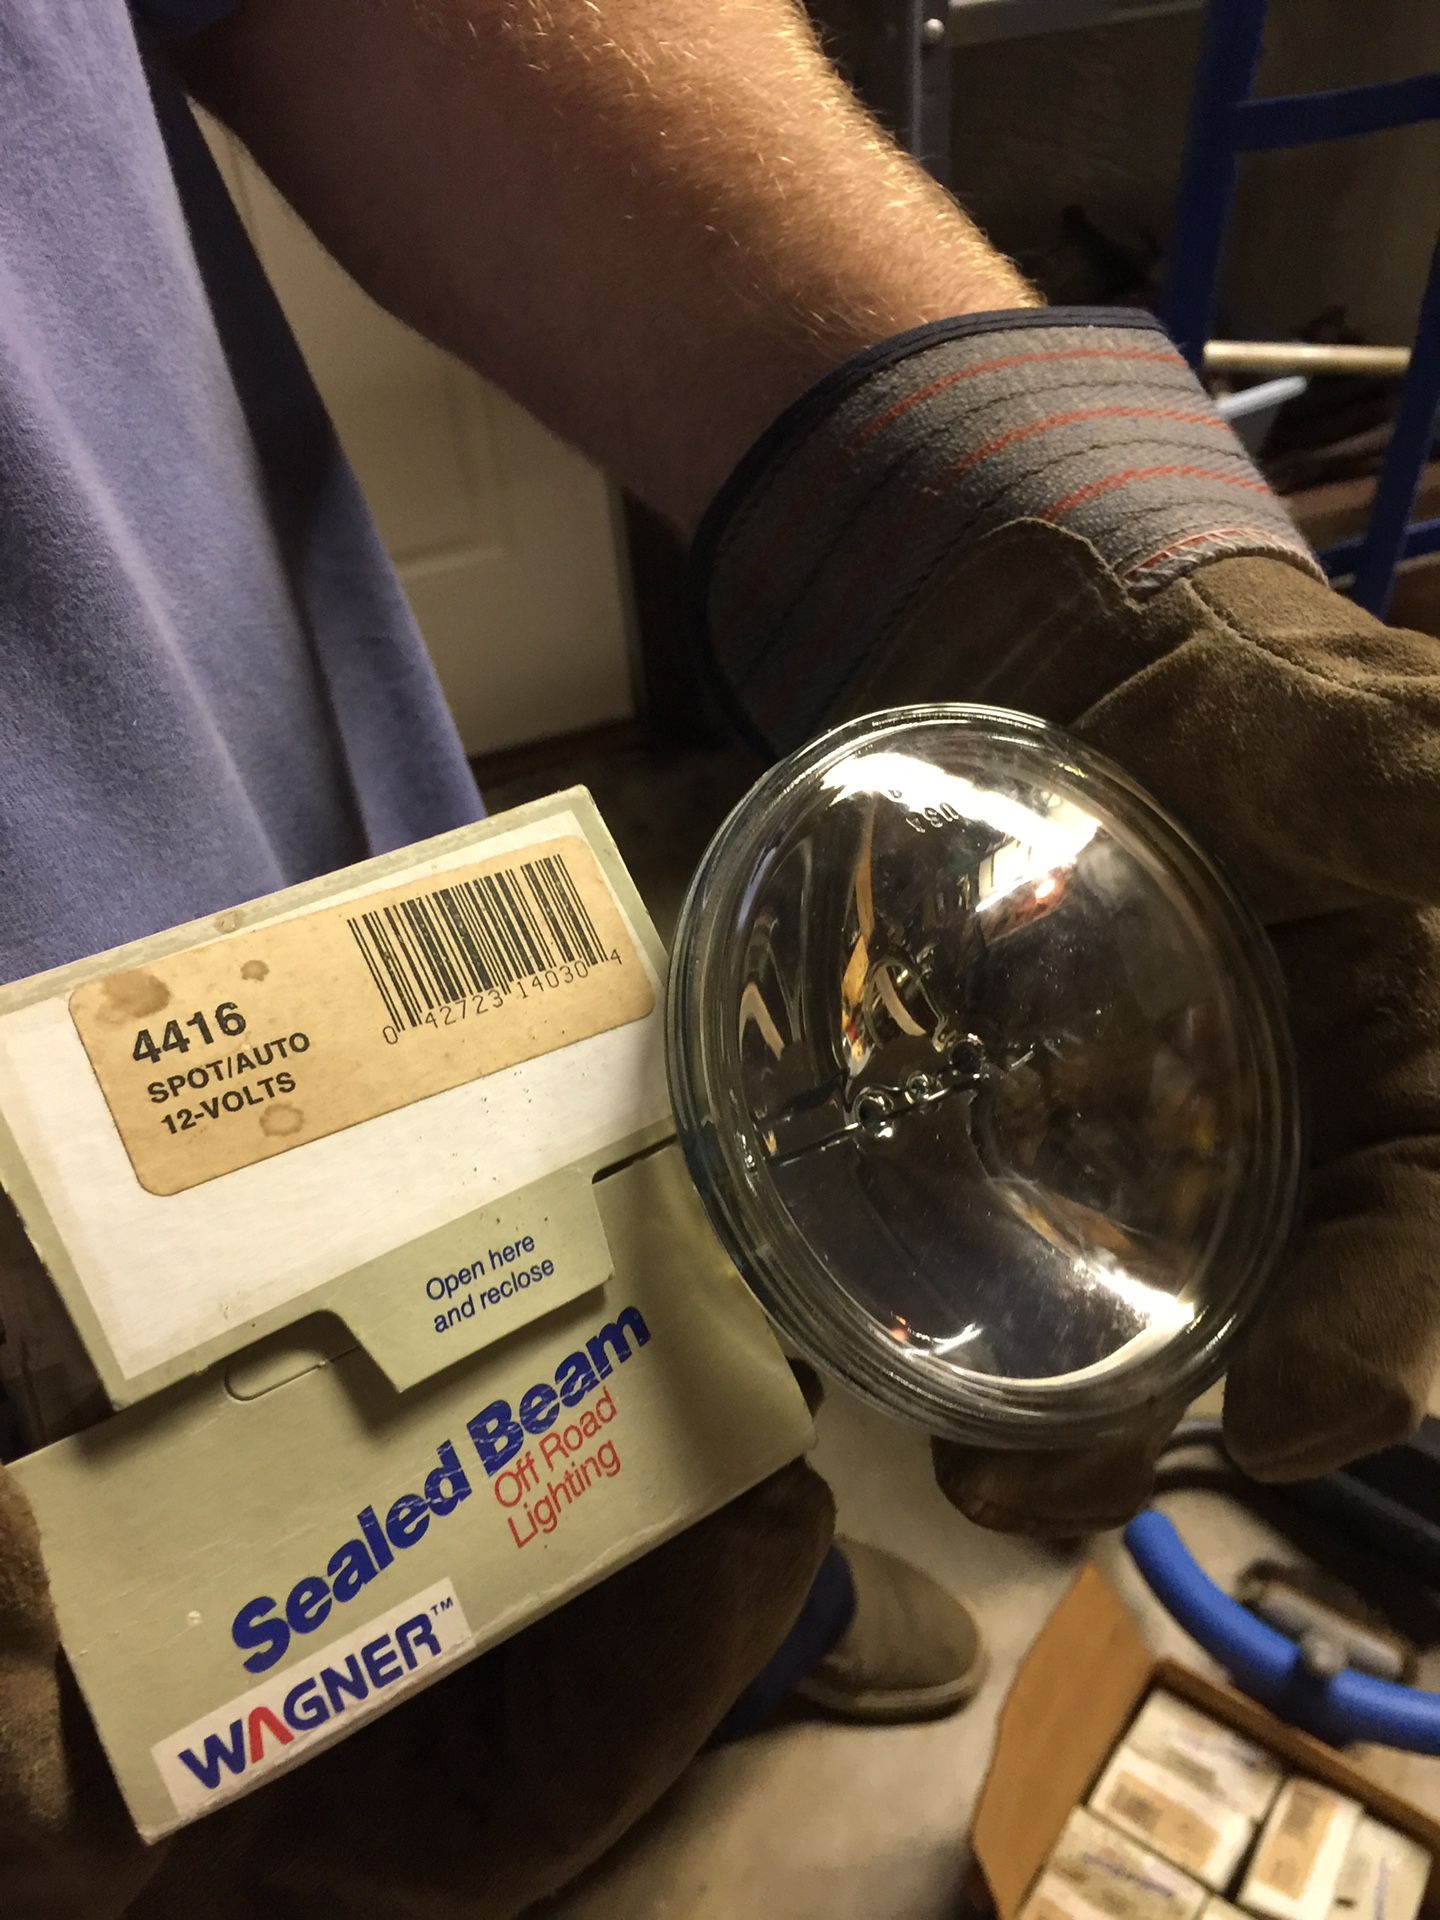 4416
SPOT/AUTO
12-VOLTS
0 42723 14030 4
Open here
and reclose
Sealed Beam
Off Road
Lighting
WAGNER™
USA